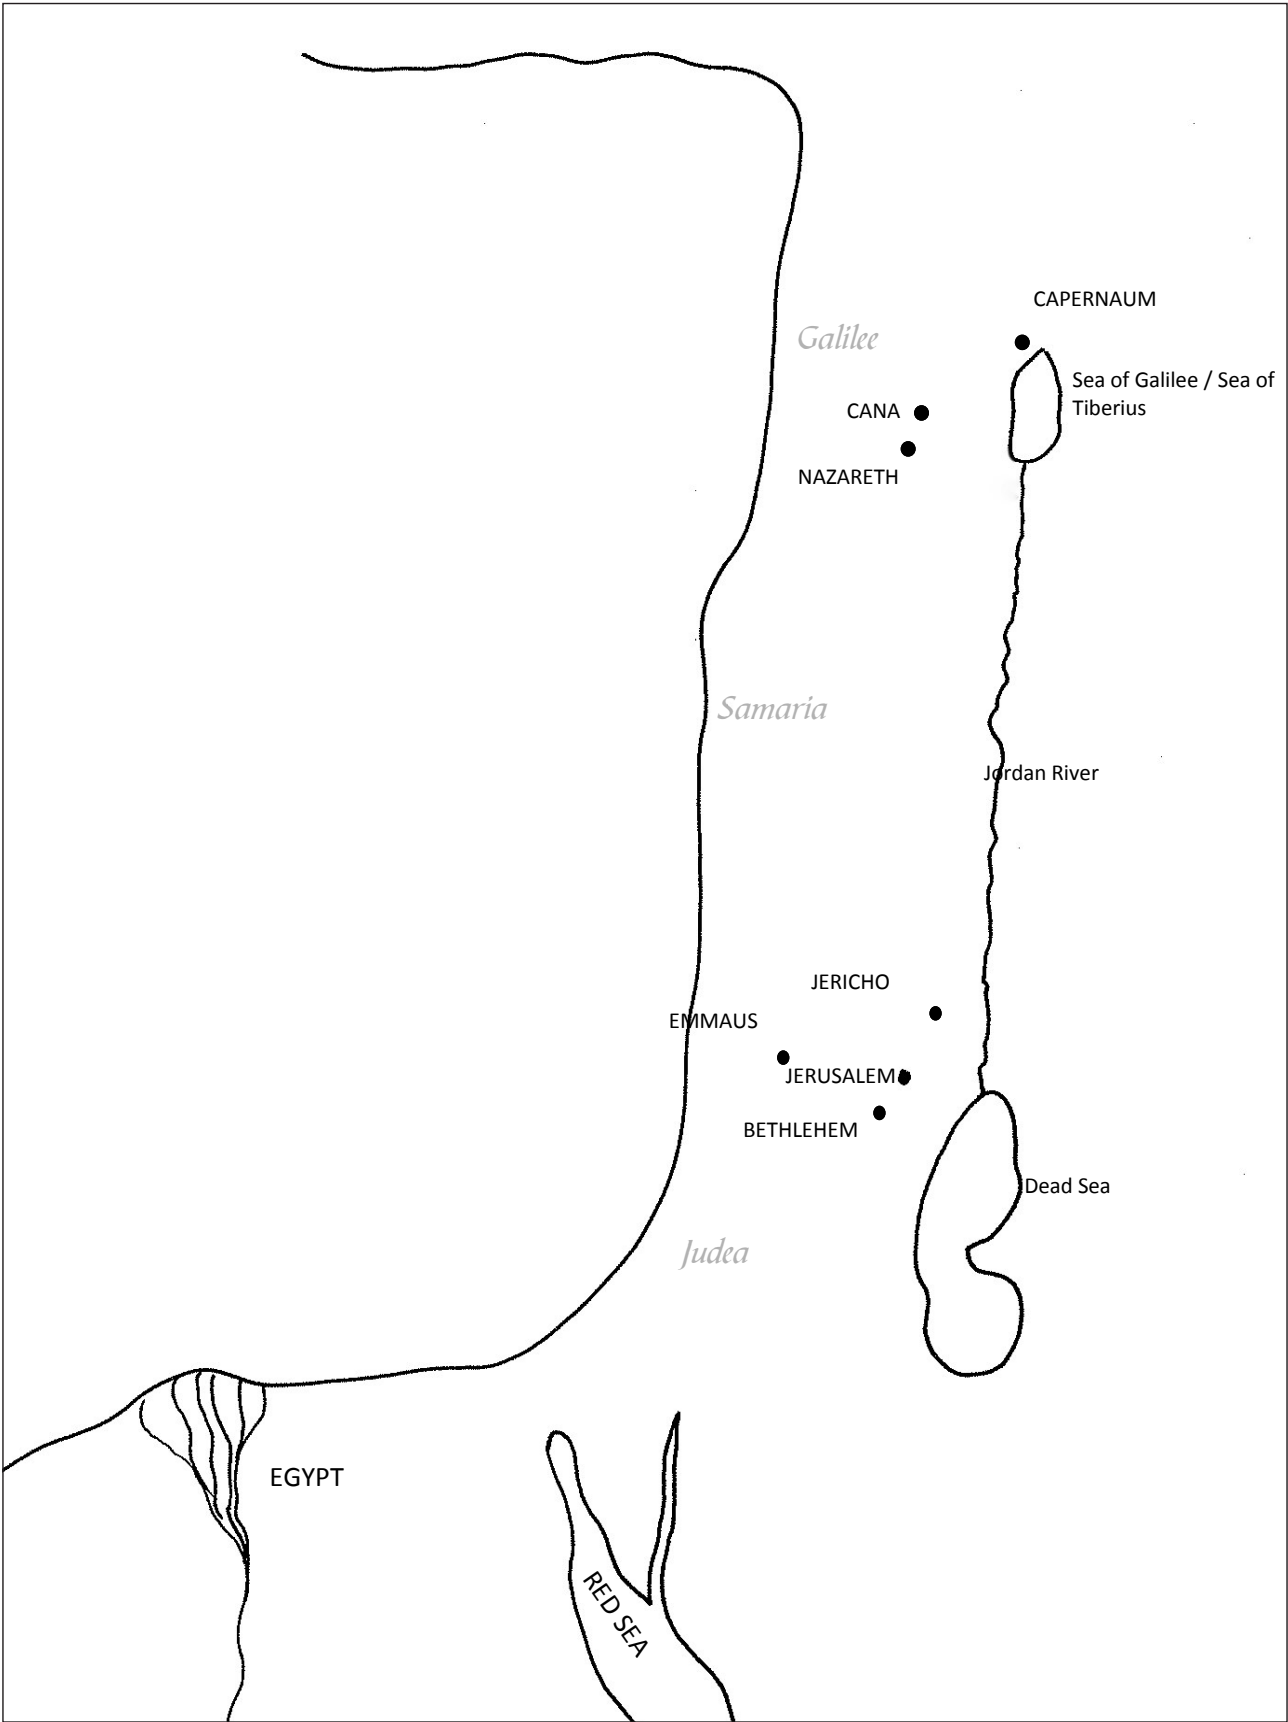 CAPERNAUM
Galilee
Sea of Galilee / Sea of
Tiberius
CANA
NAZARETH
Samaria
Jordan River
JERICHO
EMMAUS
JERUSALEM
BETHLEHEM
Dead Sea
Judea
EGYPT
RED SEA